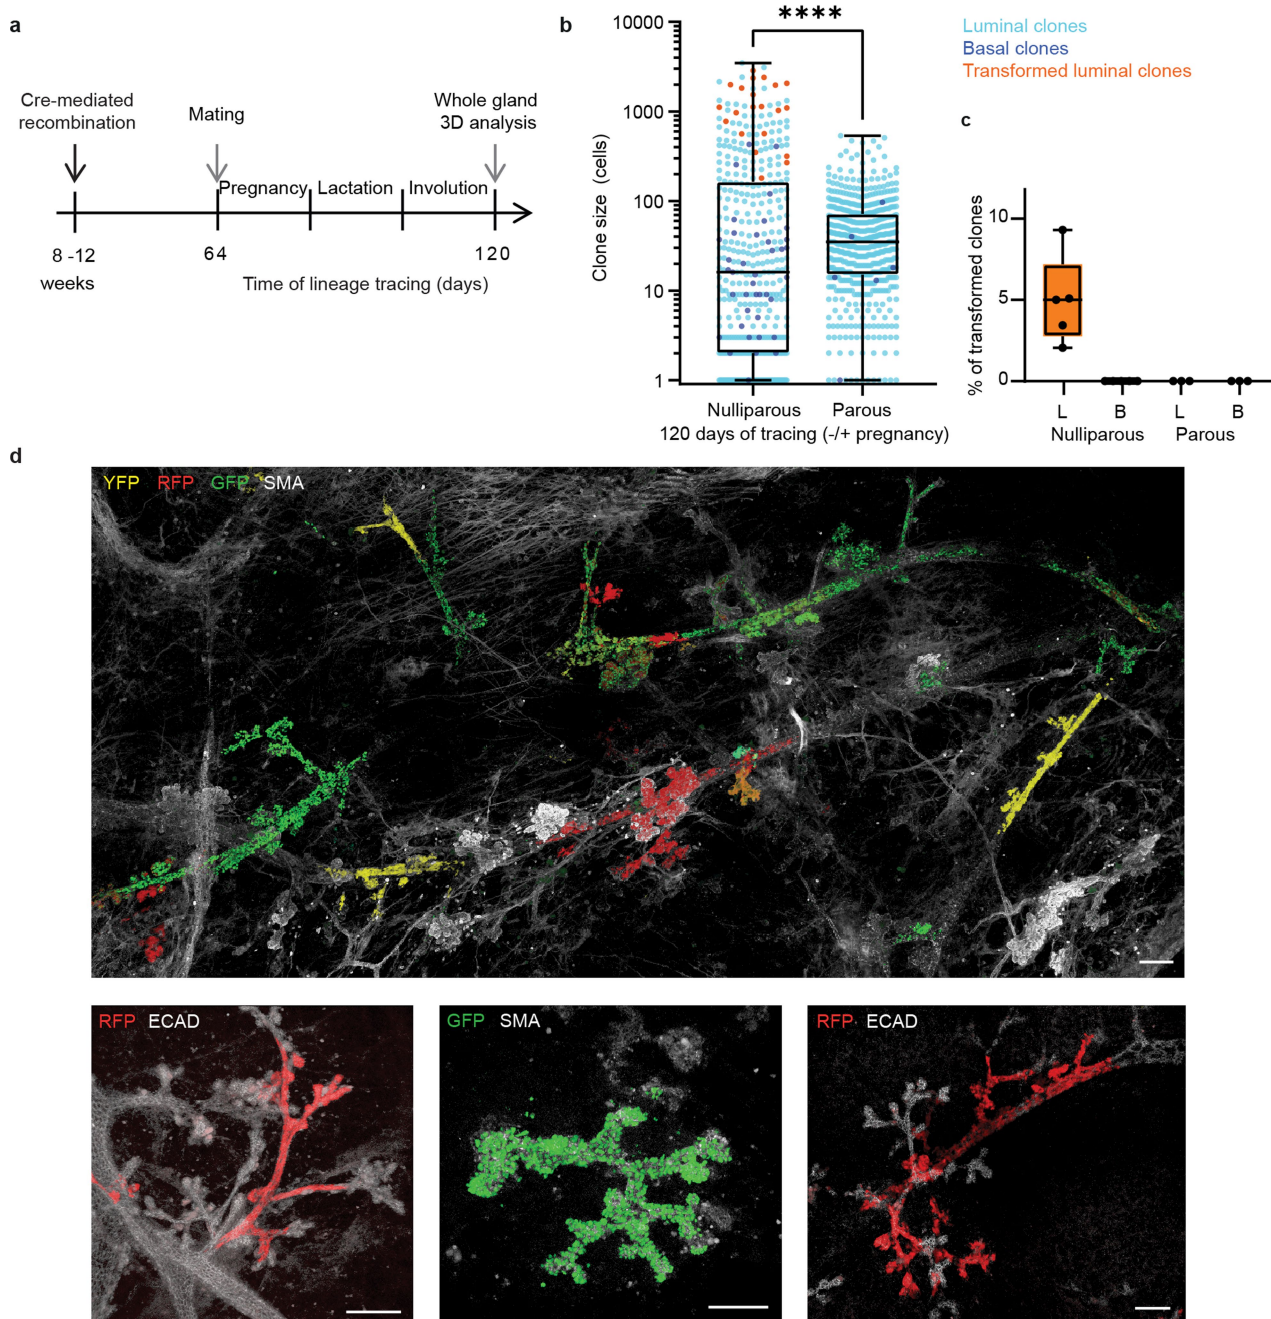 a
Cre-mediated
recombination
Mating
Whole gland
3D analysis
Pregnancy
Lactation
Involution
8 -12
weeks
64
120
Time of lineage tracing (days)
b
****
Clone size (cells)
10000
1000
100
10
1
Nulliparous
Parous
120 days of tracing (-/+ pregnancy)
Luminal clones
Basal clones
Transformed luminal clones
c
% of transformed clones
10
5
0
L
B
L
B
Nulliparous
Parous
d
YFP RFP GFP SMA
RFP ECAD
GFP SMA
RFP ECAD